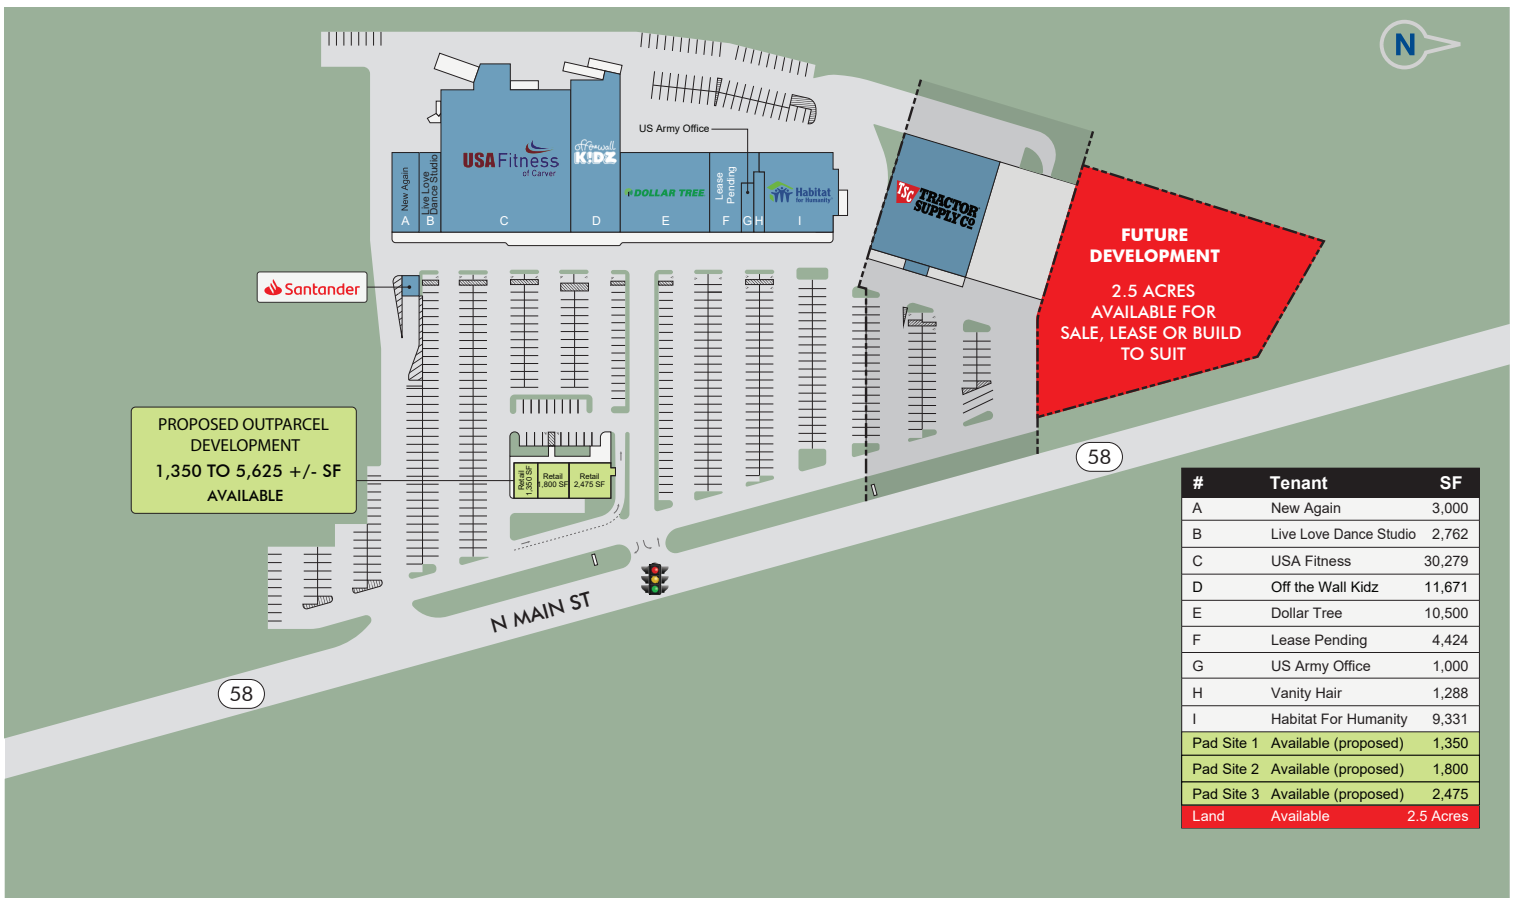 N
US Army Office
New Again
Live Love
Dance Studio
USA Fitness
of Carver
off the wall
KIDZ
DOLLAR TREE
Lease
Pending
Habitat
for Humanity
A
B
C
D
E
F
G
H
I
TSC
TRACTOR
SUPPLY CO
FUTURE
DEVELOPMENT
2.5 ACRES
AVAILABLE FOR
SALE, LEASE OR BUILD
TO SUIT
Santander
PROPOSED OUTPARCEL
DEVELOPMENT
1,350 TO 5,625 +/- SF
AVAILABLE
Retail
1,350 SF
Retail
1,800 SF
Retail
2,475 SF
58
N MAIN ST
58
# Tenant SF
A New Again 3,000
B Live Love Dance Studio 2,762
C USA Fitness 30,279
D Off the Wall Kidz 11,671
E Dollar Tree 10,500
F Lease Pending 4,424
G US Army Office 1,000
H Vanity Hair 1,288
I Habitat For Humanity 9,331
Pad Site 1 Available (proposed) 1,350
Pad Site 2 Available (proposed) 1,800
Pad Site 3 Available (proposed) 2,475
Land Available 2.5 Acres